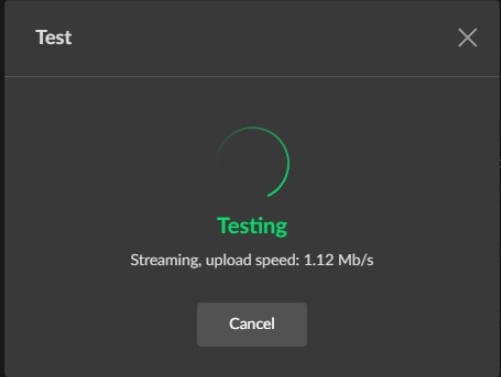 Test
Testing
Streaming, upload speed: 1.12 Mb/s
Cancel